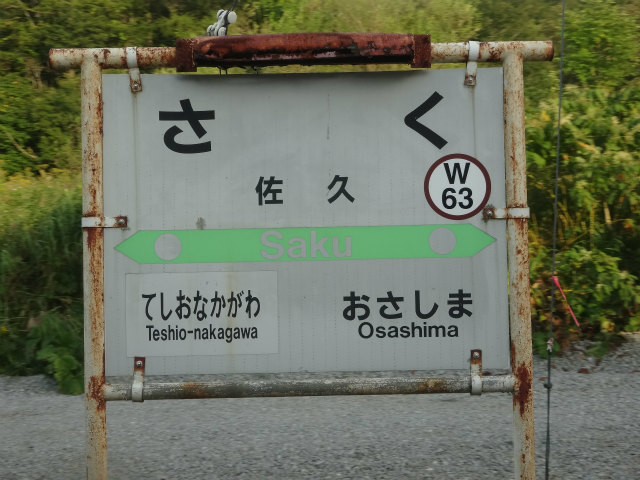 さく
佐久
W
63
Saku
てしおなかがわ
Teshio-nakagawa
おさしま
Osashima